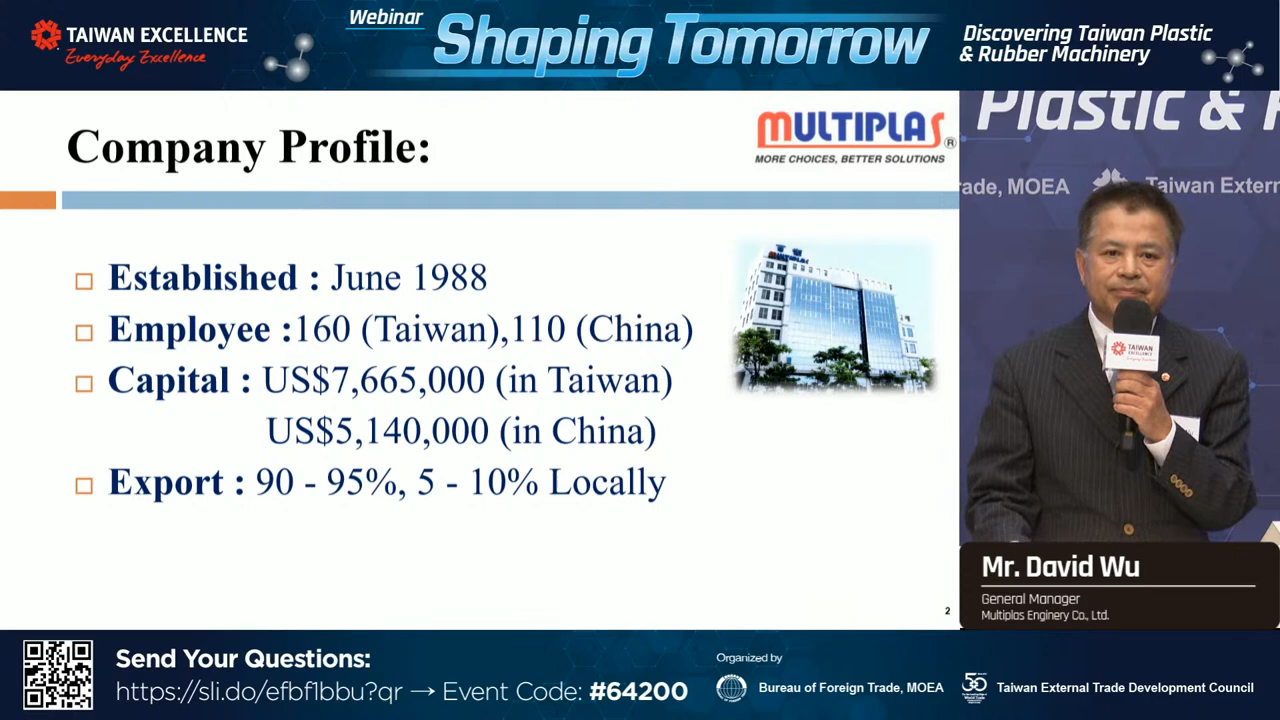 TAIWAN EXCELLENCE
Everyday Excellence
Webinar
Shaping Tomorrow
Discovering Taiwan Plastic
& Rubber Machinery
Company Profile:
MULTIPLAS®
MORE CHOICES, BETTER SOLUTIONS
Established : June 1988
Employee :160 (Taiwan),110 (China)
Capital : US$7,665,000 (in Taiwan)
US$5,140,000 (in China)
Export : 90 - 95%, 5 - 10% Locally
2
Plastic &
rade, MOEA
Taiwan Extern
TAIWAN
EXCELLENCE
Mr. David Wu
General Manager
Multiplas Enginery Co., Ltd.
Send Your Questions:
https://sli.do/efbf1bbu?qr → Event Code: #64200
Organized by
Bureau of Foreign Trade, MOEA
50
Taiwan External Trade Development Council